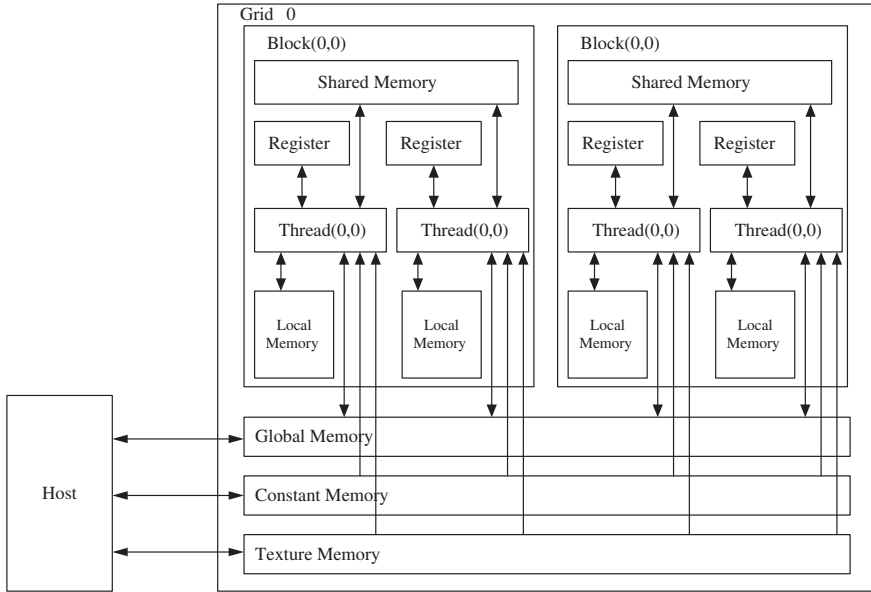 Grid 0
Block(0,0)
Block(0,0)
Shared Memory
Shared Memory
Register
Register
Register
Register
Thread(0,0)
Thread(0,0)
Thread(0,0)
Thread(0,0)
Local
Memory
Local
Memory
Local
Memory
Local
Memory
Host
Global Memory
Constant Memory
Texture Memory